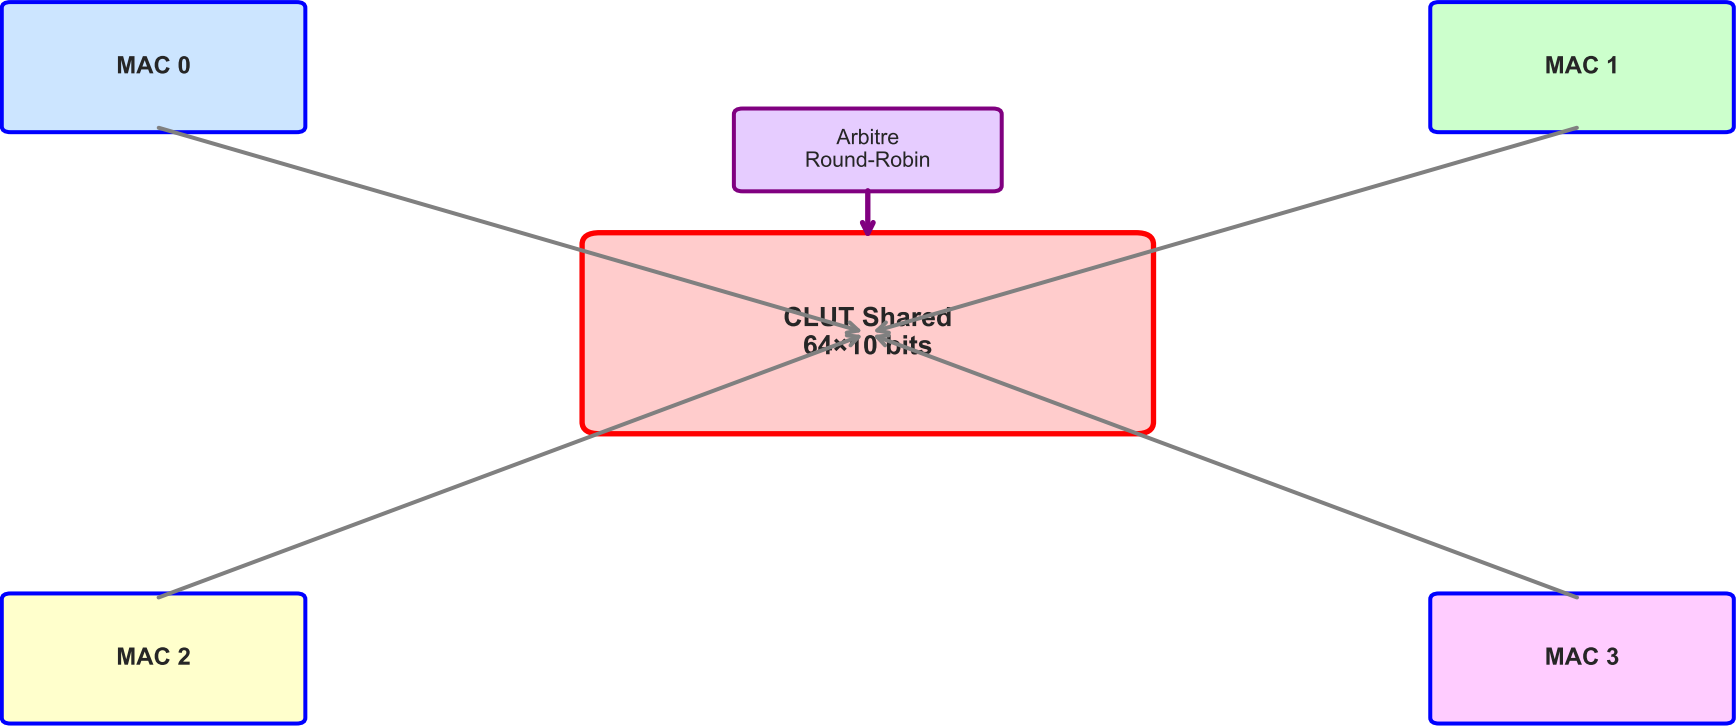 MAC 0
MAC 1
Arbitre
Round-Robin
CLUT Shared
64×10 bits
MAC 2
MAC 3